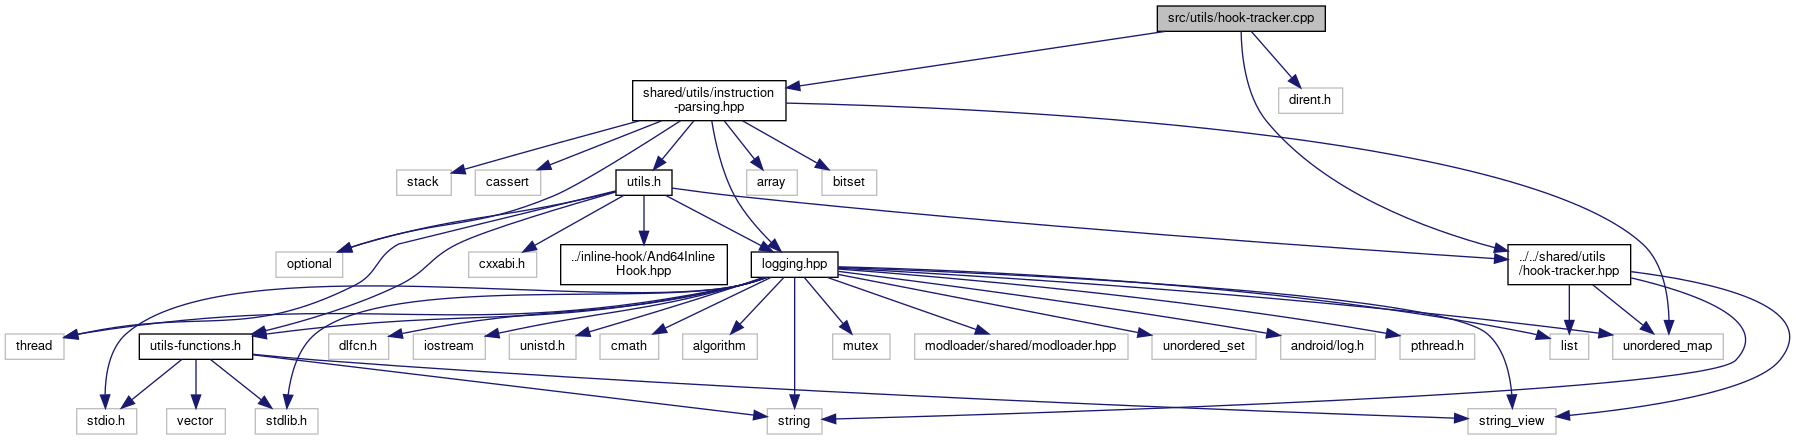 src/utils/hook-tracker.cpp
shared/utils/instruction
-parsing.hpp
dirent.h
stack
cassert
utils.h
array
bitset
optional
cxxabi.h
../inline-hook/And64Inline
Hook.hpp
logging.hpp
../../shared/utils
/hook-tracker.hpp
thread
utils-functions.h
dlfcn.h
iostream
unistd.h
cmath
algorithm
mutex
modloader/shared/modloader.hpp
unordered_set
android/log.h
pthread.h
list
unordered_map
stdio.h
vector
stdlib.h
string
string_view